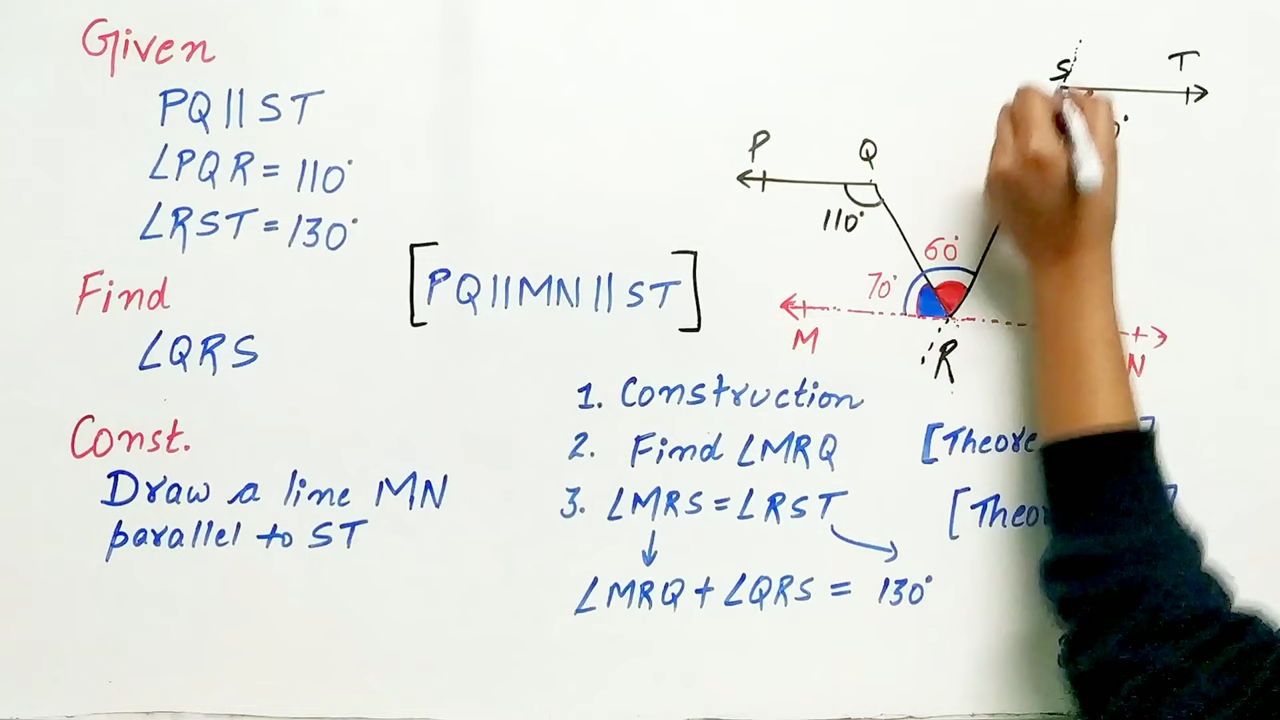 Given
PQ||ST
∠PQR = 110°
∠RST = 130°
Find
∠QRS
Const.
Draw a line MN
parallel to ST
[PQ||MN||ST]
S T
P Q
110°
60°
70°
M N
R
1. Construction
2. Find ∠MRQ
3. ∠MRS = ∠RST
∠MRQ + ∠QRS = 130°